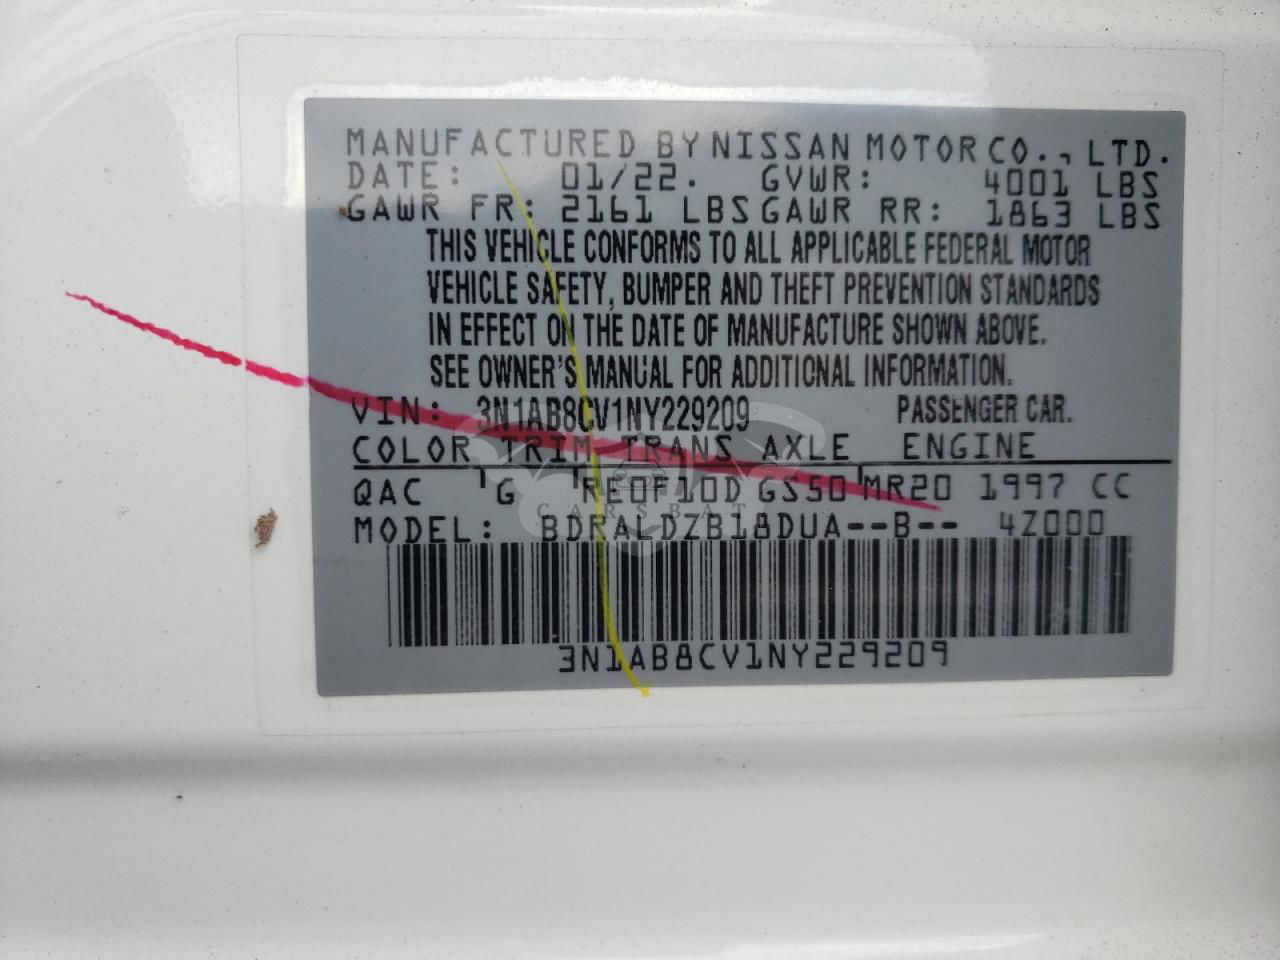 MANUFACTURED BY NISSAN MOTOR CO., LTD.
DATE: 01/22. GVWR: 4001 LBS
GAWR FR: 2161 LBS GAWR RR: 1863 LBS
THIS VEHICLE CONFORMS TO ALL APPLICABLE FEDERAL MOTOR
VEHICLE SAFETY, BUMPER AND THEFT PREVENTION STANDARDS
IN EFFECT ON THE DATE OF MANUFACTURE SHOWN ABOVE.
SEE OWNER'S MANUAL FOR ADDITIONAL INFORMATION.
VIN: 3N1AB8CV1NY229209 PASSENGER CAR.
COLOR TRIM TRANS AXLE ENGINE
QAC G RE0F10D GS50 MR20 1997 CC
CARSBAT
MODEL: BDRALDZB18DUA--B-- 4Z000
3N1AB8CV1NY229209